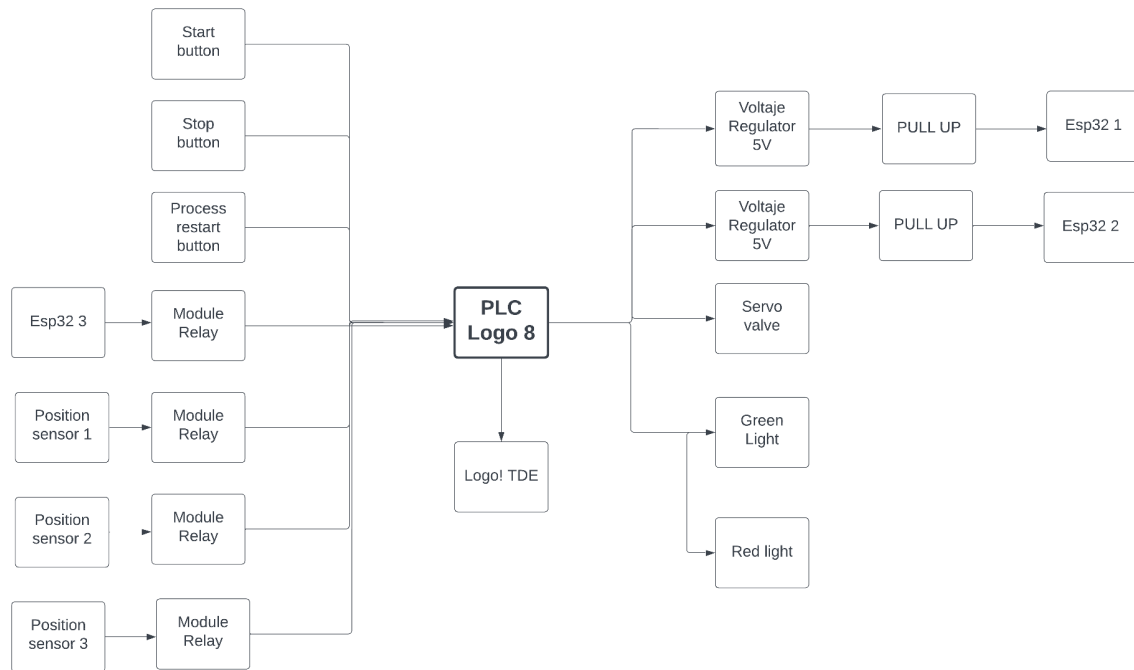 Start
button
Stop
button
Process
restart
button
Esp32 3
Module
Relay
Position
sensor 1
Module
Relay
Position
sensor 2
Module
Relay
Position
sensor 3
Module
Relay
PLC
Logo 8
Logo! TDE
Voltaje
Regulator
5V
PULL UP
Esp32 1
Voltaje
Regulator
5V
PULL UP
Esp32 2
Servo
valve
Green
Light
Red light